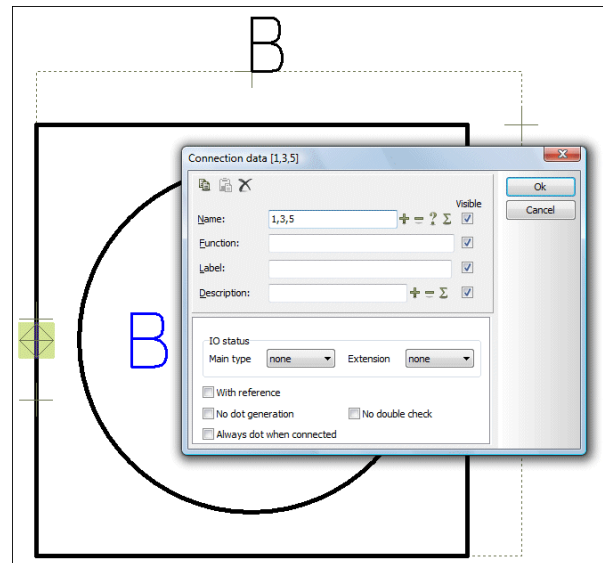 B
Connection data [1,3,5]
Ok
Cancel
Visible
Name: 1,3,5
Function:
Label:
Description:
B
IO status
Main type none Extension none
With reference
No dot generation No double check
Always dot when connected